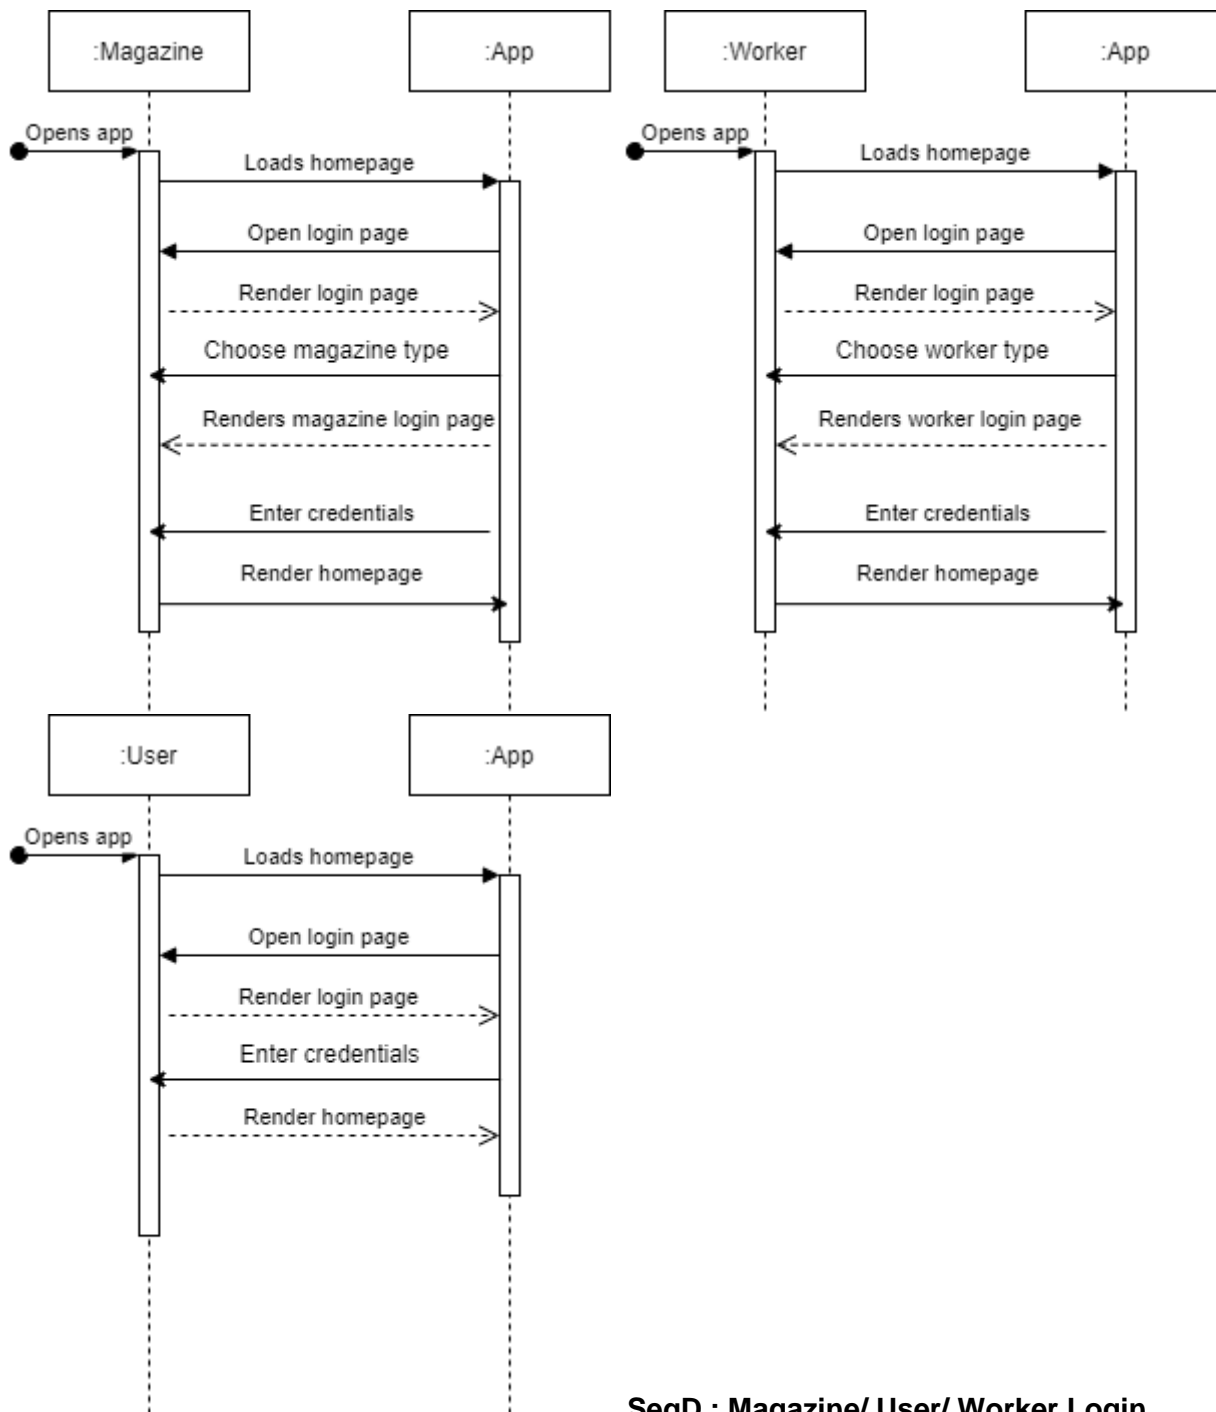 :Magazine
:App
Opens app
Loads homepage
Open login page
Render login page
Choose magazine type
Renders magazine login page
Enter credentials
Render homepage
:Worker
:App
Opens app
Loads homepage
Open login page
Render login page
Choose worker type
Renders worker login page
Enter credentials
Render homepage
:User
:App
Opens app
Loads homepage
Open login page
Render login page
Enter credentials
Render homepage
SeqD : Magazine/ User/ Worker Login